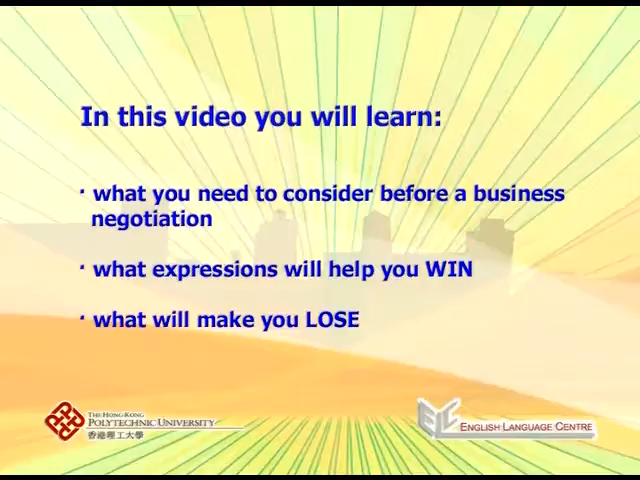 In this video you will learn:
· what you need to consider before a business
negotiation
· what expressions will help you WIN
· what will make you LOSE
THE HONG KONG
POLYTECHNIC UNIVERSITY
香港理工大學
ELC
ENGLISH LANGUAGE CENTRE